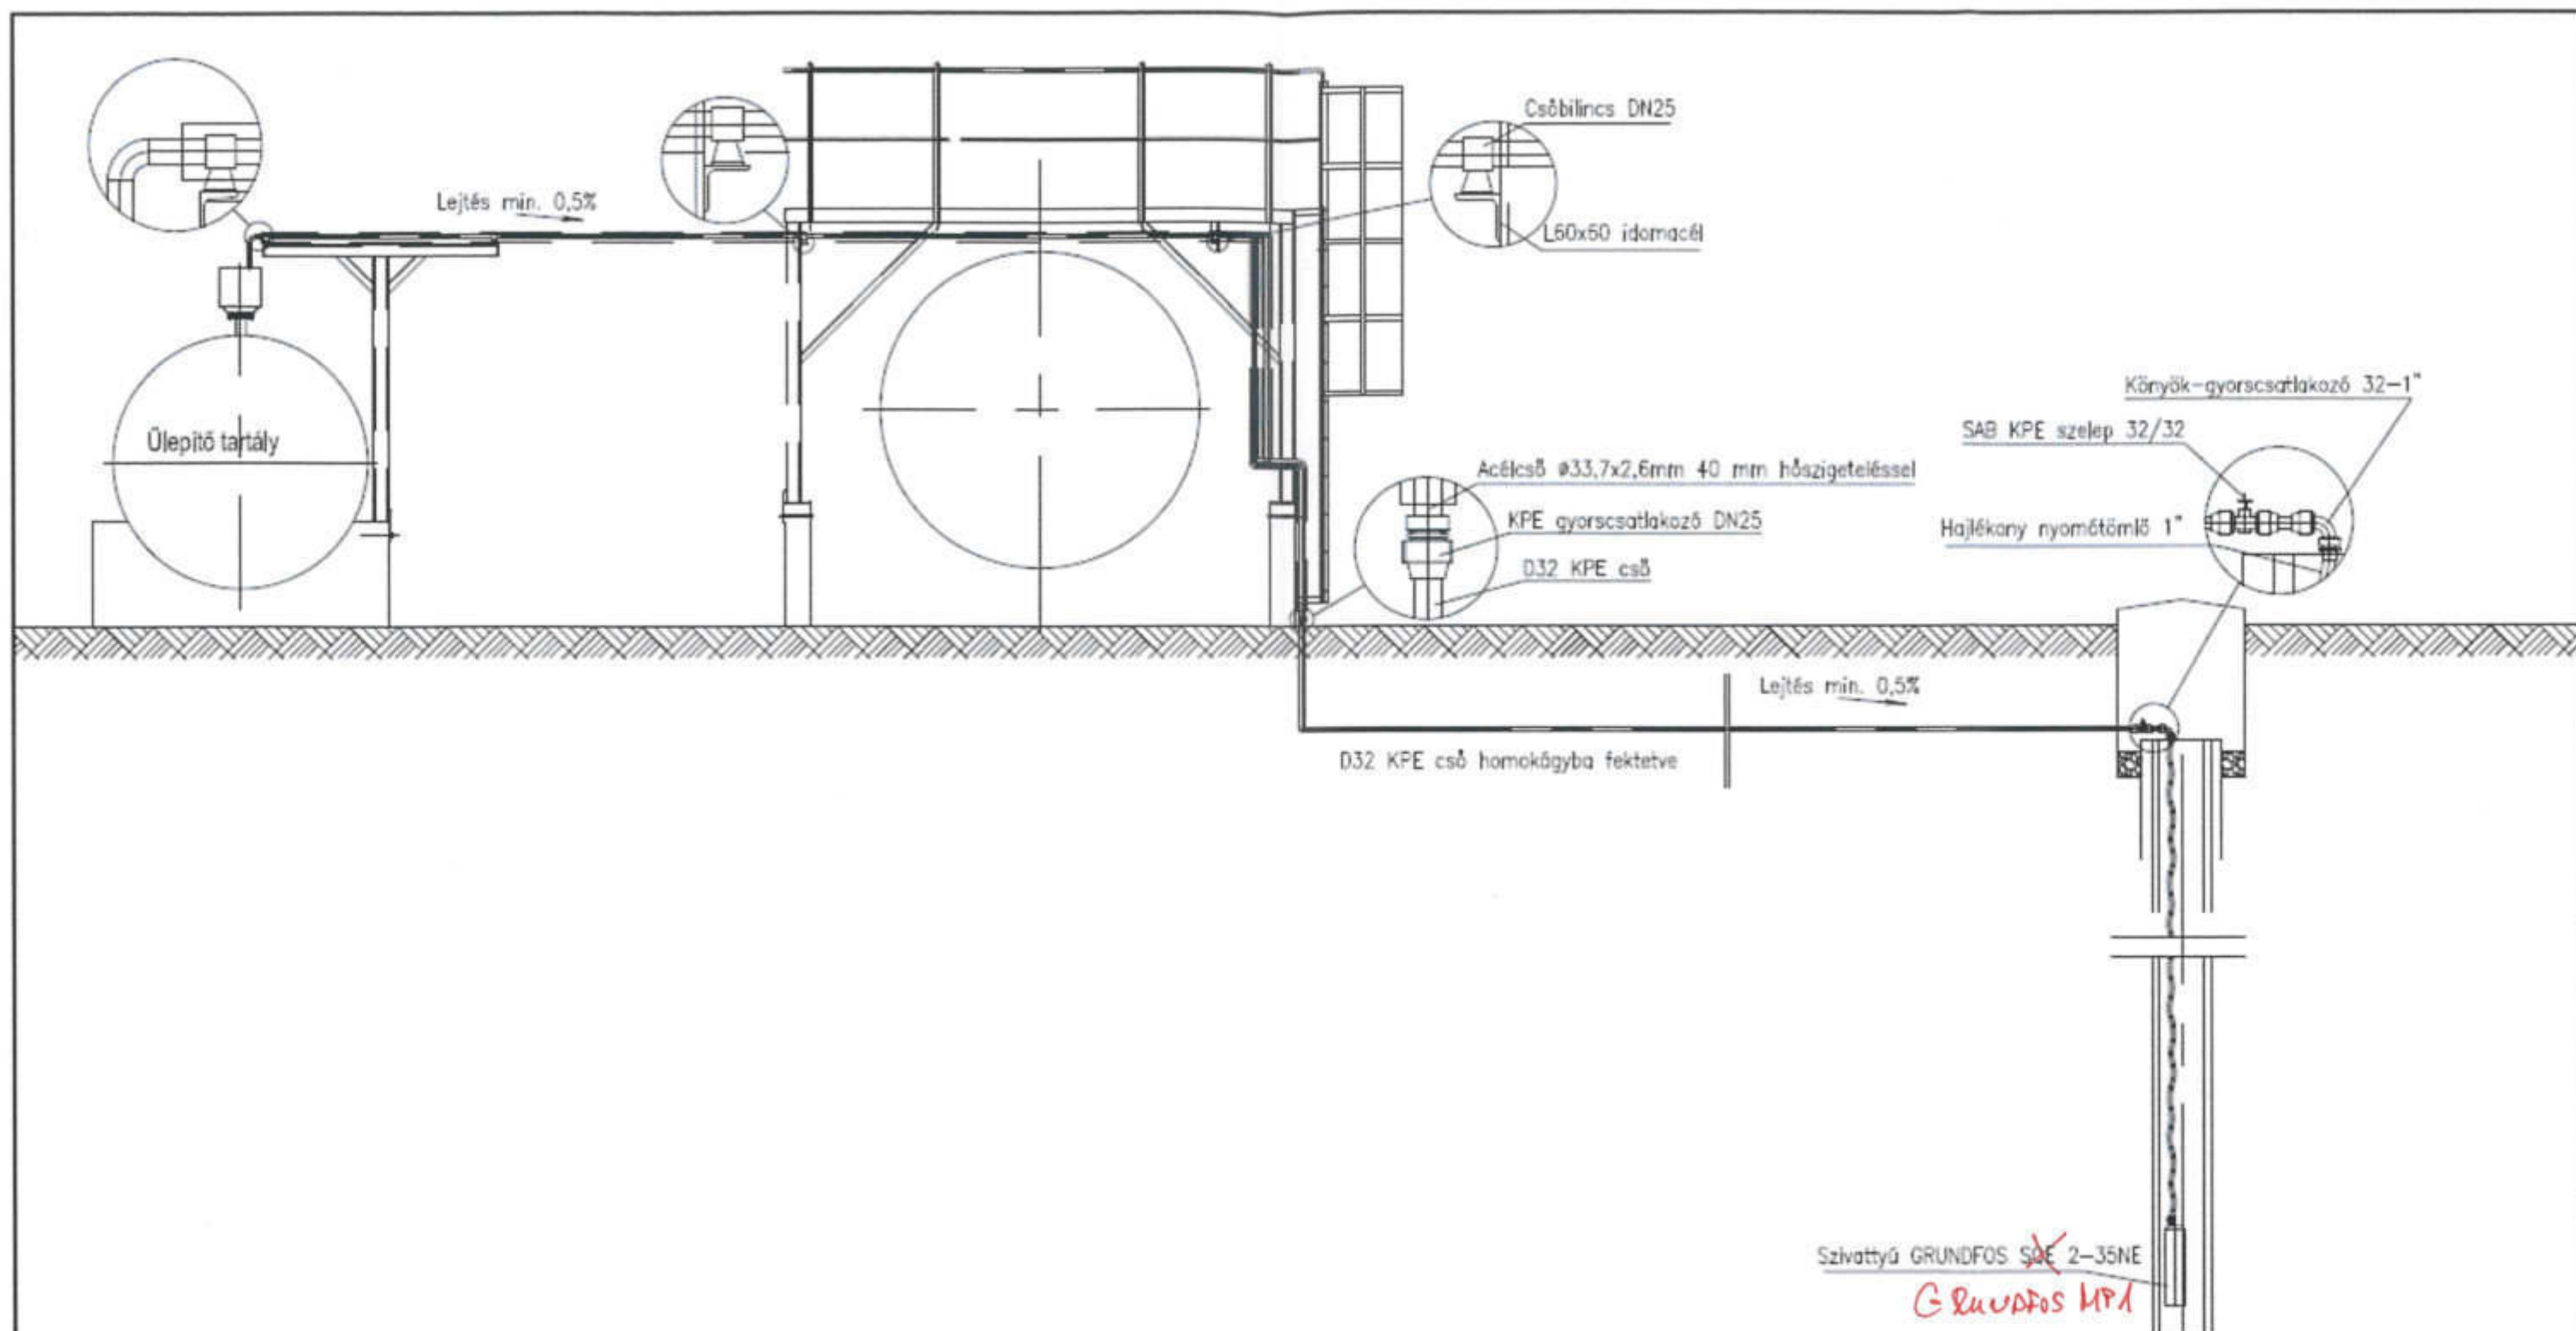 Csőbilincs DN25
Lejtés min. 0,5%
L60x60 idomacél
Könyök-gyorscsatlakozó 32-1"
SAB KPE szelep 32/32
Ülepítő tartály
Acélcső ø33,7x2,6mm 40 mm hőszigeteléssel
KPE gyorscsatlakozó DN25
Hajlékony nyomótömlő 1"
D32 KPE cső
Lejtés min. 0,5%
D32 KPE cső homokágyba fektetve
Szivattyú GRUNDFOS SQE 2-35NE
GRUNDFOS MP1